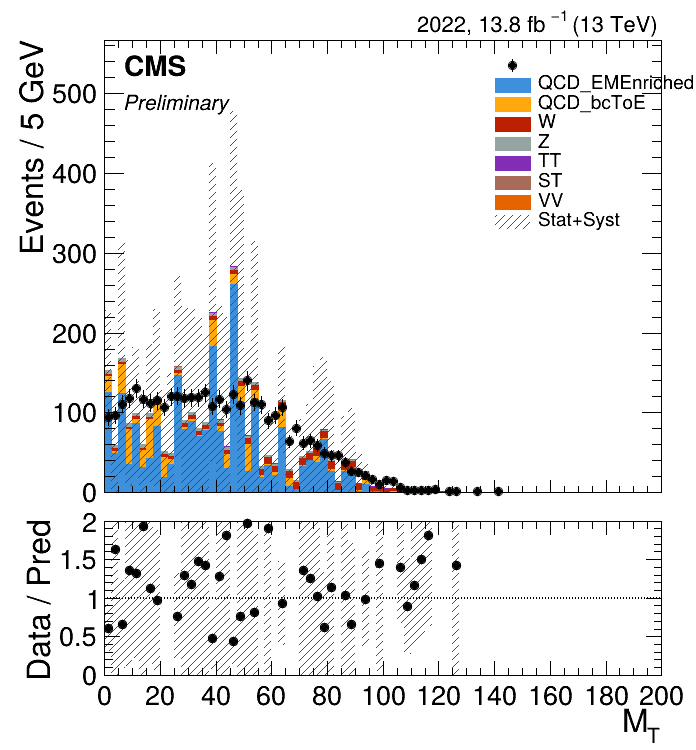 2022, 13.8 fb⁻¹ (13 TeV)
CMS
Preliminary
QCD_EMEnriched
QCD_bcToE
W
Z
TT
ST
VV
Stat+Syst
Events / 5 GeV
500
400
300
200
100
0
Data / Pred
2
1.5
1
0.5
0
0 20 40 60 80 100 120 140 160 180 200
M_T